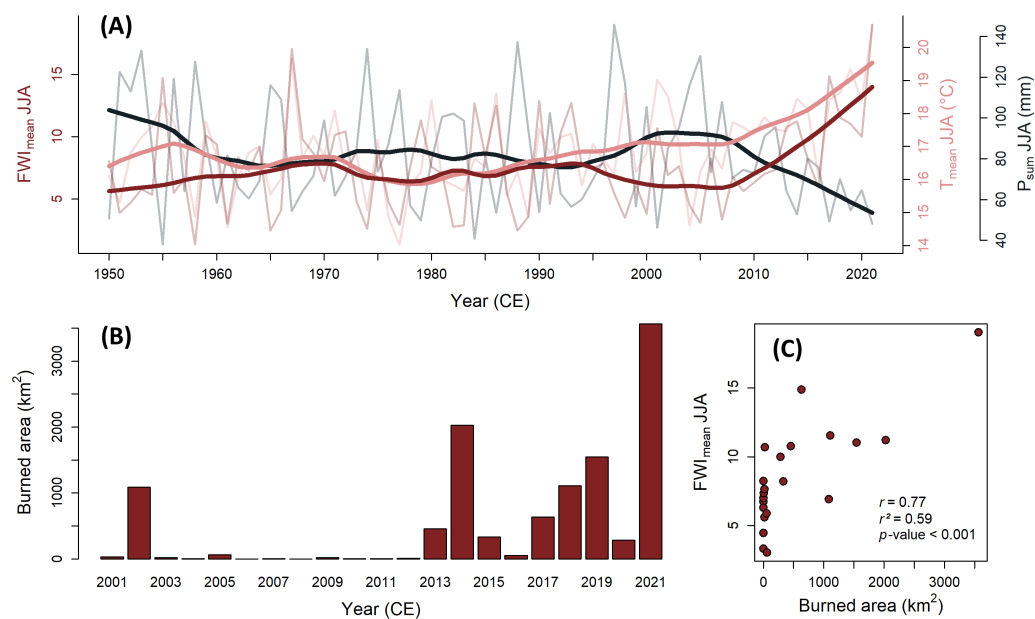 (A)
FWImean JJA
15
10
5
20
19
18
17
16
15
14
Tmean JJA (°C)
140
120
100
80
60
40
Psum JJA (mm)
1950 1960 1970 1980 1990 2000 2010 2020
Year (CE)
(B)
Burned area (km²)
3000
2000
1000
0
2001 2003 2005 2007 2009 2011 2013 2015 2017 2019 2021
Year (CE)
(C)
FWImean JJA
15
10
5
r = 0.77
r² = 0.59
p-value < 0.001
0 1000 2000 3000
Burned area (km²)